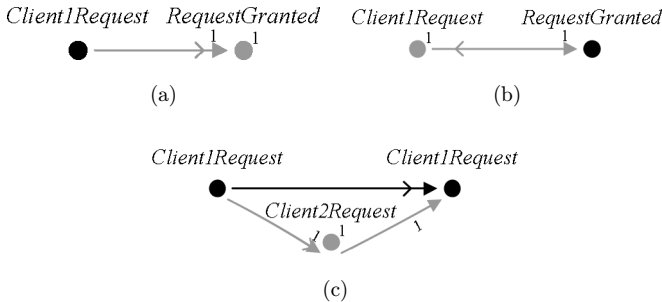 Client1Request RequestGranted
1 1
(a)
Client1Request RequestGranted
1 1
(b)
Client1Request Client1Request
Client2Request
1 1 1
(c)